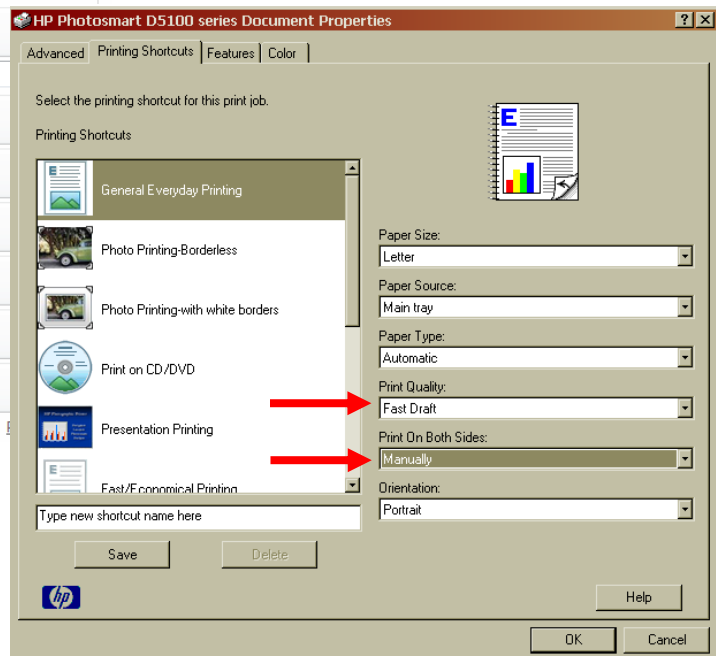 HP Photosmart D5100 series Document Properties
Advanced
Printing Shortcuts
Features
Color
Select the printing shortcut for this print job.
Printing Shortcuts
General Everyday Printing
Photo Printing-Borderless
Photo Printing-with white borders
Print on CD/DVD
Presentation Printing
Fast/Economical Printing
Type new shortcut name here
Save
Delete
E
Paper Size:
Letter
Paper Source:
Main tray
Paper Type:
Automatic
Print Quality:
Fast Draft
Print On Both Sides:
Manually
Orientation:
Portrait
hp
Help
OK
Cancel